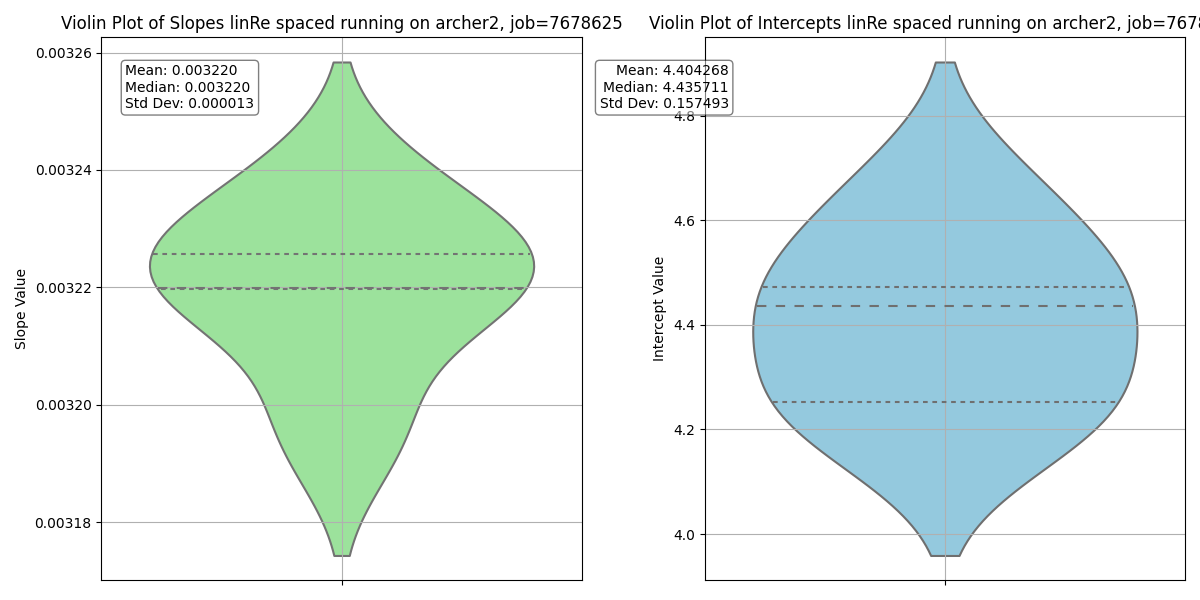 Violin Plot of Slopes linRe spaced running on archer2, job=7678625
0.00326
0.00324
0.00322
0.00320
0.00318
Slope Value
Mean: 0.003220
Median: 0.003220
Std Dev: 0.000013
Violin Plot of Intercepts linRe spaced running on archer2, job=7678
4.8
4.6
4.4
4.2
4.0
Intercept Value
Mean: 4.404268
Median: 4.435711
Std Dev: 0.157493